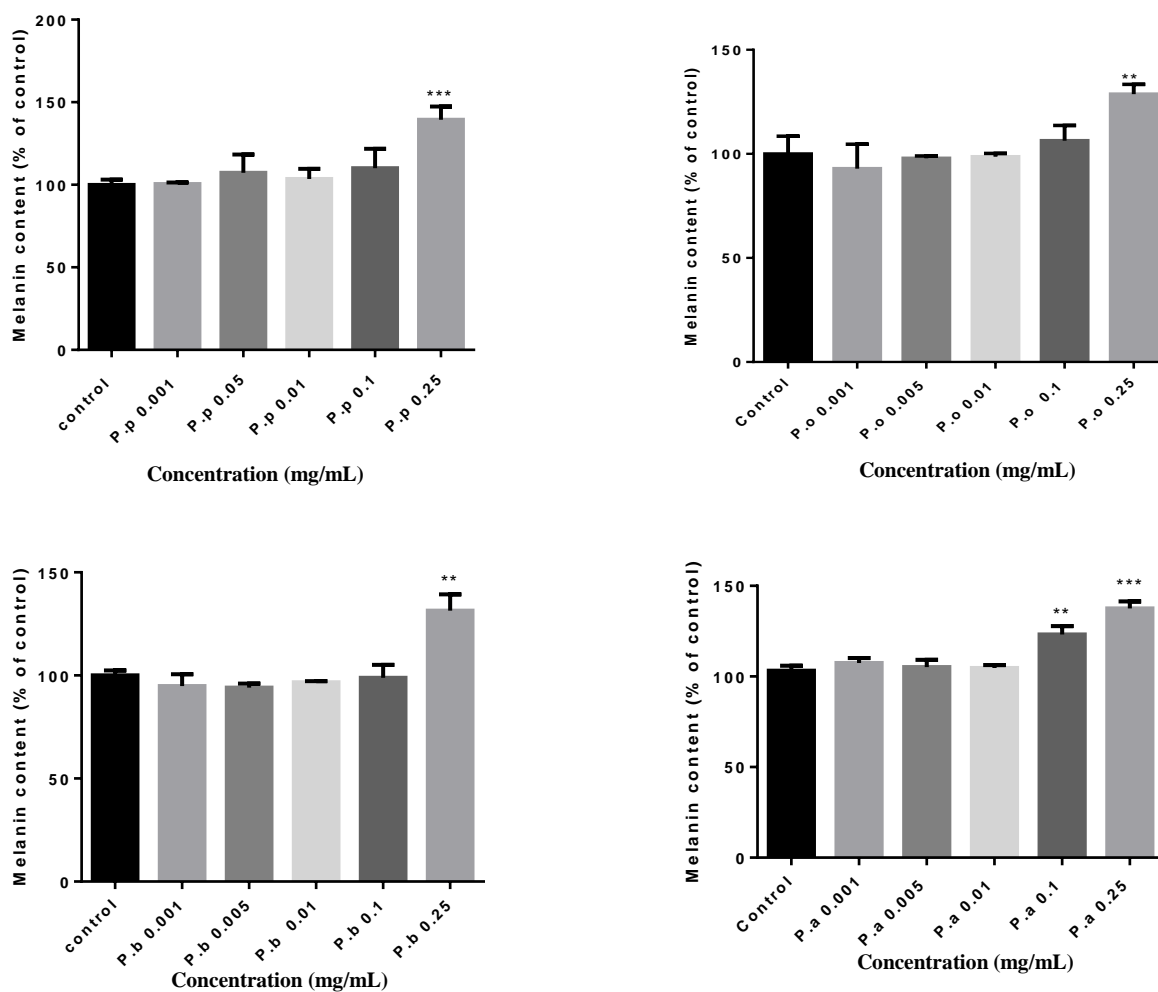 Melanin content (% of control)
200
150
100
50
0
***
control
P.p 0.001
P.p 0.05
P.p 0.01
P.p 0.1
P.p 0.25
Concentration (mg/mL)
Melanin content (% of control)
150
100
50
0
**
Control
P.o 0.001
P.o 0.005
P.o 0.01
P.o 0.1
P.o 0.25
Concentration (mg/mL)
Melanin content (% of control)
150
100
50
0
**
control
P.b 0.001
P.b 0.005
P.b 0.01
P.b 0.1
P.b 0.25
Concentration (mg/mL)
Melanin content (% of control)
150
100
50
0
**
***
Control
P.a 0.001
P.a 0.005
P.a 0.01
P.a 0.1
P.a 0.25
Concentration (mg/mL)